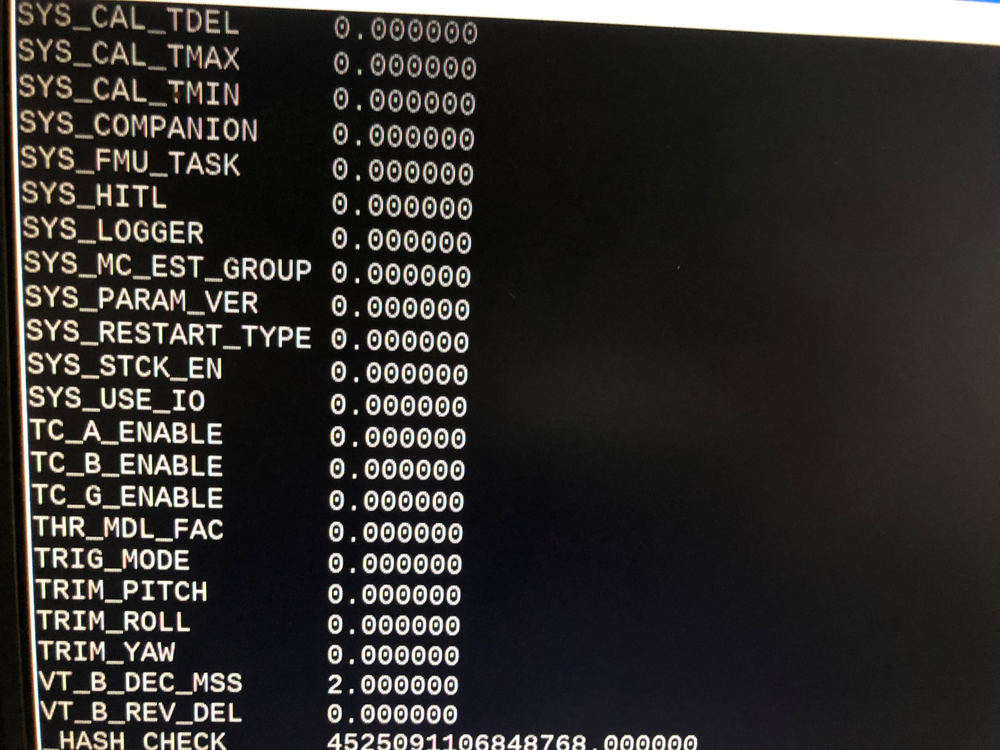 SYS_CAL_TDEL 0.000000
SYS_CAL_TMAX 0.000000
SYS_CAL_TMIN 0.000000
SYS_COMPANION 0.000000
SYS_FMU_TASK 0.000000
SYS_HITL 0.000000
SYS_LOGGER 0.000000
SYS_MC_EST_GROUP 0.000000
SYS_PARAM_VER 0.000000
SYS_RESTART_TYPE 0.000000
SYS_STCK_EN 0.000000
SYS_USE_IO 0.000000
TC_A_ENABLE 0.000000
TC_B_ENABLE 0.000000
TC_G_ENABLE 0.000000
THR_MDL_FAC 0.000000
TRIG_MODE 0.000000
TRIM_PITCH 0.000000
TRIM_ROLL 0.000000
TRIM_YAW 0.000000
VT_B_DEC_MSS 2.000000
VT_B_REV_DEL 0.000000
_HASH_CHECK 4525091106848768.000000